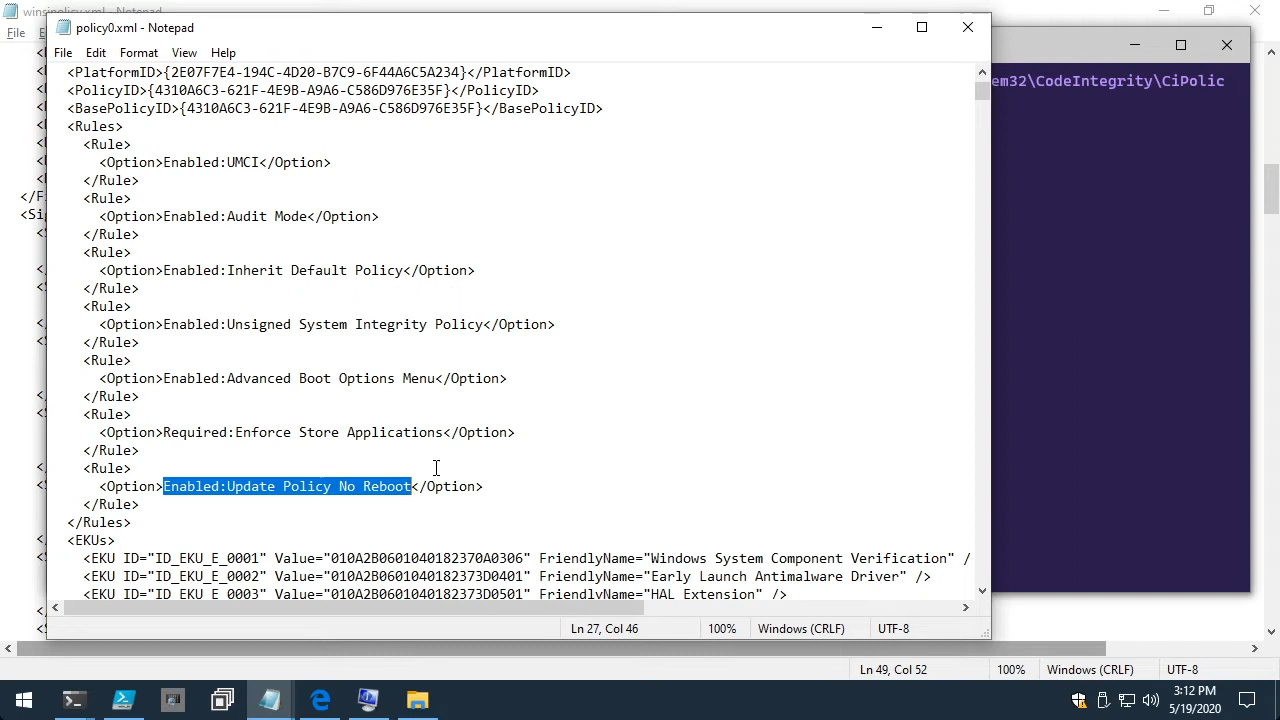 winsipolicy0.xml - Notepad
policy0.xml - Notepad
File
File Edit Format View Help
<PlatformID>{2E07F7E4-194C-4D20-B7C9-6F44A6C5A234}</PlatformID>
<PolicyID>{4310A6C3-621F-4E9B-A9A6-C586D976E35F}</PolicyID>
em32\CodeIntegrity\CiPolic
<BasePolicyID>{4310A6C3-621F-4E9B-A9A6-C586D976E35F}</BasePolicyID>
<Rules>
<Rule>
<Option>Enabled:UMCI</Option>
</Rule>
<Rule>
<Option>Enabled:Audit Mode</Option>
</Rule>
<Rule>
<Option>Enabled:Inherit Default Policy</Option>
</Rule>
<Rule>
<Option>Enabled:Unsigned System Integrity Policy</Option>
</Rule>
<Rule>
<Option>Enabled:Advanced Boot Options Menu</Option>
</Rule>
<Rule>
<Option>Required:Enforce Store Applications</Option>
</Rule>
<Rule>
<Option>Enabled:Update Policy No Reboot</Option>
</Rule>
</Rules>
<EKUs>
<EKU ID="ID_EKU_E_0001" Value="010A2B0601040182370A0306" FriendlyName="Windows System Component Verification" /
<EKU ID="ID_EKU_E_0002" Value="010A2B0601040182373D0401" FriendlyName="Early Launch Antimalware Driver" />
<EKU ID="ID_EKU_E_0003" Value="010A2B0601040182373D0501" FriendlyName="HAL Extension" />
Ln 27, Col 46 100% Windows (CRLF) UTF-8
</Fi
<Sig
Ln 49, Col 52 100% Windows (CRLF) UTF-8
3:12 PM
5/19/2020